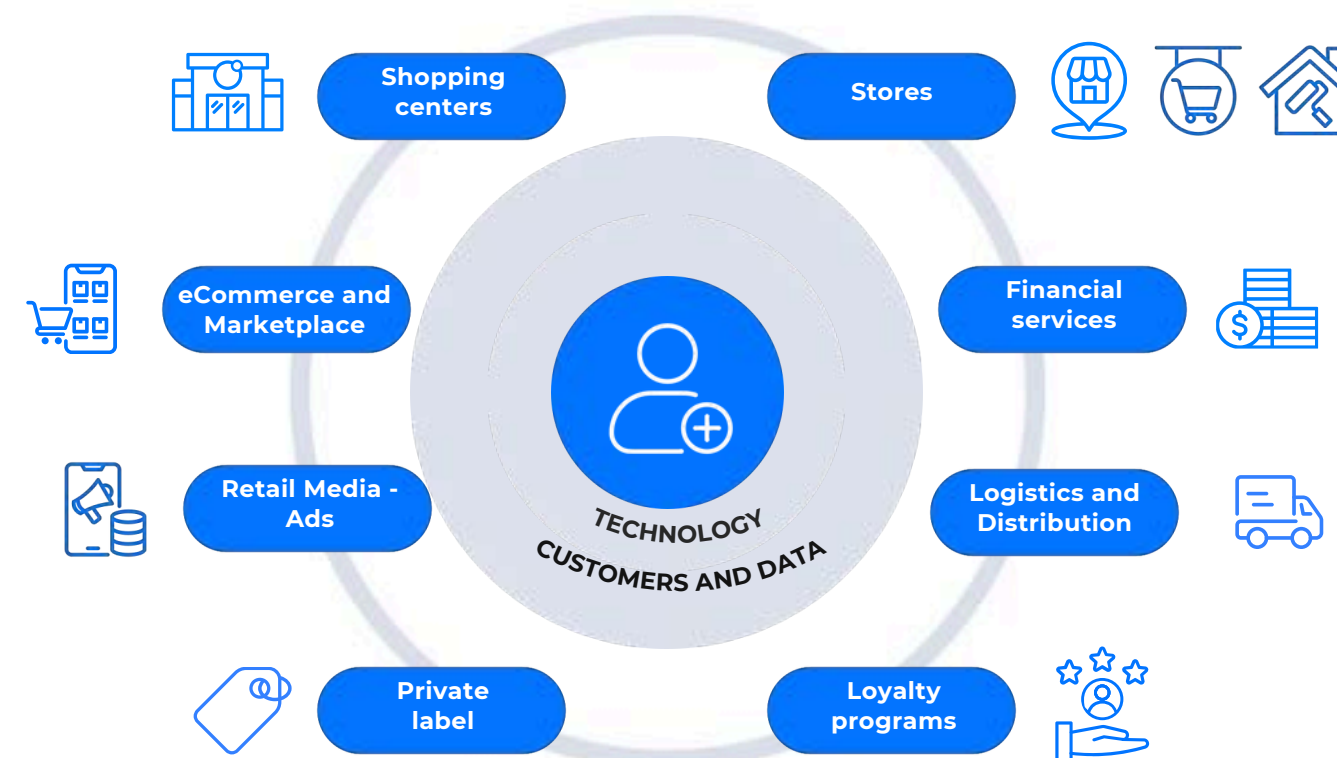 Shopping
centers
Stores
eCommerce and
Marketplace
Financial
services
Retail Media -
Ads
Logistics and
Distribution
TECHNOLOGY
CUSTOMERS AND DATA
Private
label
Loyalty
programs
$